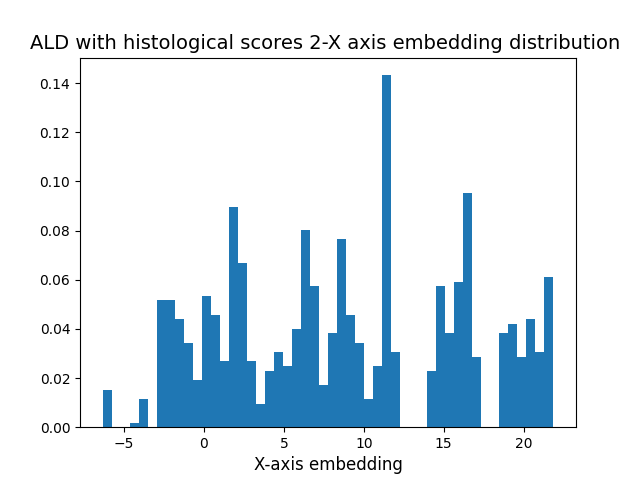 ALD with histological scores 2-X axis embedding distribution
0.14
0.12
0.10
0.08
0.06
0.04
0.02
0.00
−5 0 5 10 15 20
X-axis embedding